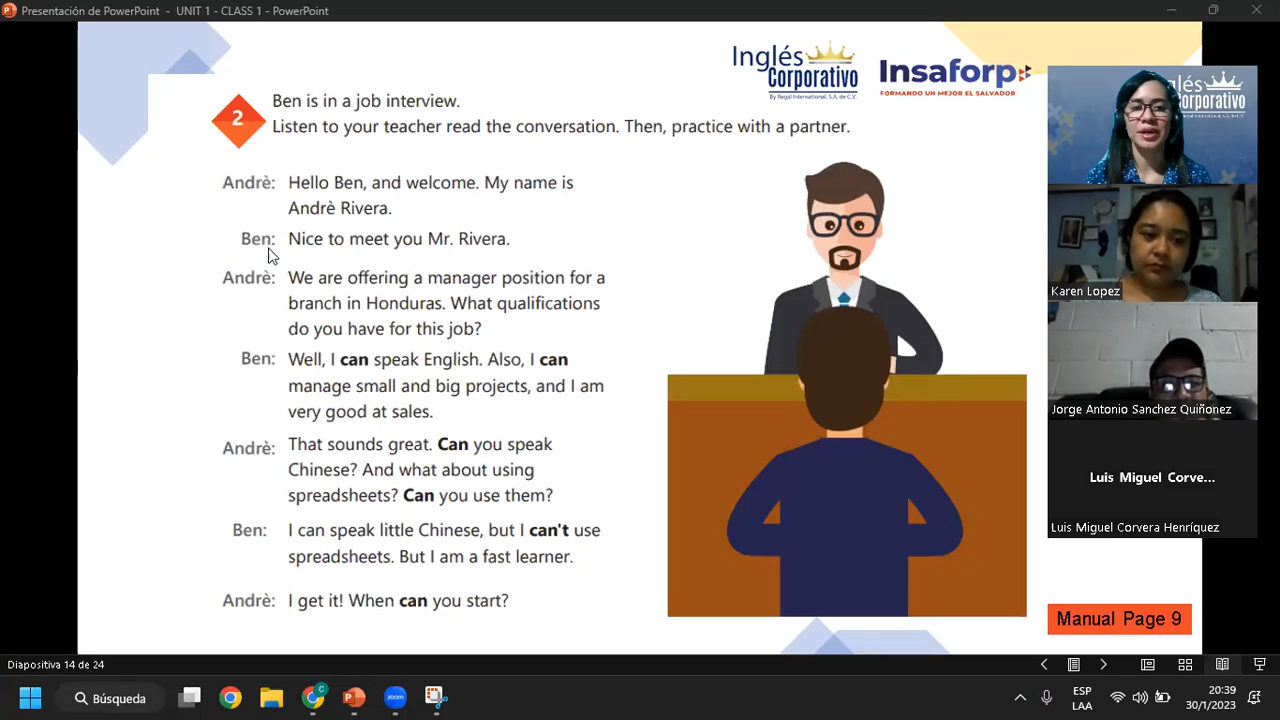 Presentación de PowerPoint - UNIT 1 - CLASS 1 - PowerPoint
Inglés
Corporativo
By Regal International, S.A. de C.V.
Insaforp
FORMANDO UN MEJOR EL SALVADOR
Inglés
Corporativo
2
Ben is in a job interview.
Listen to your teacher read the conversation. Then, practice with a partner.
Andrè: Hello Ben, and welcome. My name is
Andrè Rivera.
Ben: Nice to meet you Mr. Rivera.
Andrè: We are offering a manager position for a
branch in Honduras. What qualifications
do you have for this job?
Ben: Well, I can speak English. Also, I can
manage small and big projects, and I am
very good at sales.
Andrè: That sounds great. Can you speak
Chinese? And what about using
spreadsheets? Can you use them?
Ben: I can speak little Chinese, but I can't use
spreadsheets. But I am a fast learner.
Andrè: I get it! When can you start?
Karen Lopez
Jorge Antonio Sanchez Quiñonez
Luis Miguel Corve...
Luis Miguel Corvera Henríquez
Manual Page 9
Diapositiva 14 de 24
Búsqueda
zoom
ESP
LAA
20:39
30/1/2023